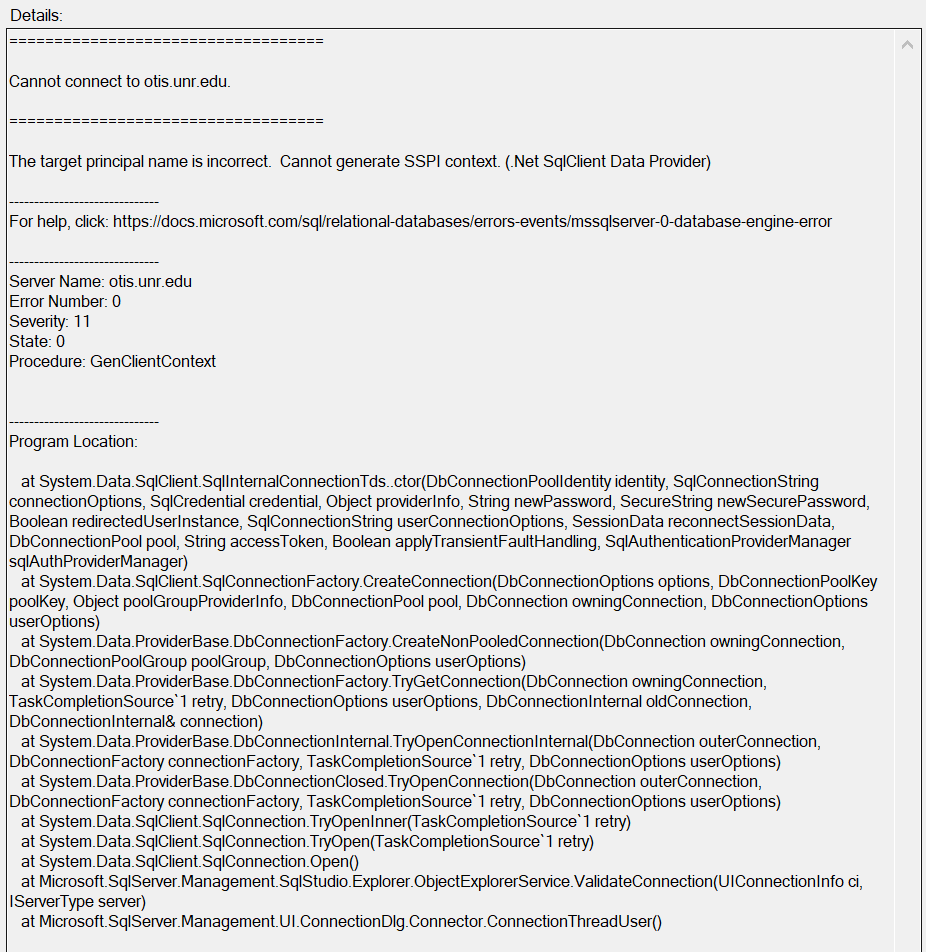 Details:
===================================
Cannot connect to otis.unr.edu.
===================================
The target principal name is incorrect.  Cannot generate SSPI context. (.Net SqlClient Data Provider)
------------------------------
For help, click: https://docs.microsoft.com/sql/relational-databases/errors-events/mssqlserver-0-database-engine-error
------------------------------
Server Name: otis.unr.edu
Error Number: 0
Severity: 11
State: 0
Procedure: GenClientContext
------------------------------
Program Location:
   at System.Data.SqlClient.SqlInternalConnectionTds..ctor(DbConnectionPoolIdentity identity, SqlConnectionString
connectionOptions, SqlCredential credential, Object providerInfo, String newPassword, SecureString newSecurePassword,
Boolean redirectedUserInstance, SqlConnectionString userConnectionOptions, SessionData reconnectSessionData,
DbConnectionPool pool, String accessToken, Boolean applyTransientFaultHandling, SqlAuthenticationProviderManager
sqlAuthProviderManager)
   at System.Data.SqlClient.SqlConnectionFactory.CreateConnection(DbConnectionOptions options, DbConnectionPoolKey
poolKey, Object poolGroupProviderInfo, DbConnectionPool pool, DbConnection owningConnection, DbConnectionOptions
userOptions)
   at System.Data.ProviderBase.DbConnectionFactory.CreateNonPooledConnection(DbConnection owningConnection,
DbConnectionPoolGroup poolGroup, DbConnectionOptions userOptions)
   at System.Data.ProviderBase.DbConnectionFactory.TryGetConnection(DbConnection owningConnection,
TaskCompletionSource`1 retry, DbConnectionOptions userOptions, DbConnectionInternal oldConnection,
DbConnectionInternal& connection)
   at System.Data.ProviderBase.DbConnectionInternal.TryOpenConnectionInternal(DbConnection outerConnection,
DbConnectionFactory connectionFactory, TaskCompletionSource`1 retry, DbConnectionOptions userOptions)
   at System.Data.ProviderBase.DbConnectionClosed.TryOpenConnection(DbConnection outerConnection,
DbConnectionFactory connectionFactory, TaskCompletionSource`1 retry, DbConnectionOptions userOptions)
   at System.Data.SqlClient.SqlConnection.TryOpenInner(TaskCompletionSource`1 retry)
   at System.Data.SqlClient.SqlConnection.TryOpen(TaskCompletionSource`1 retry)
   at System.Data.SqlClient.SqlConnection.Open()
   at Microsoft.SqlServer.Management.SqlStudio.Explorer.ObjectExplorerService.ValidateConnection(UIConnectionInfo ci,
IServerType server)
   at Microsoft.SqlServer.Management.UI.ConnectionDlg.Connector.ConnectionThreadUser()